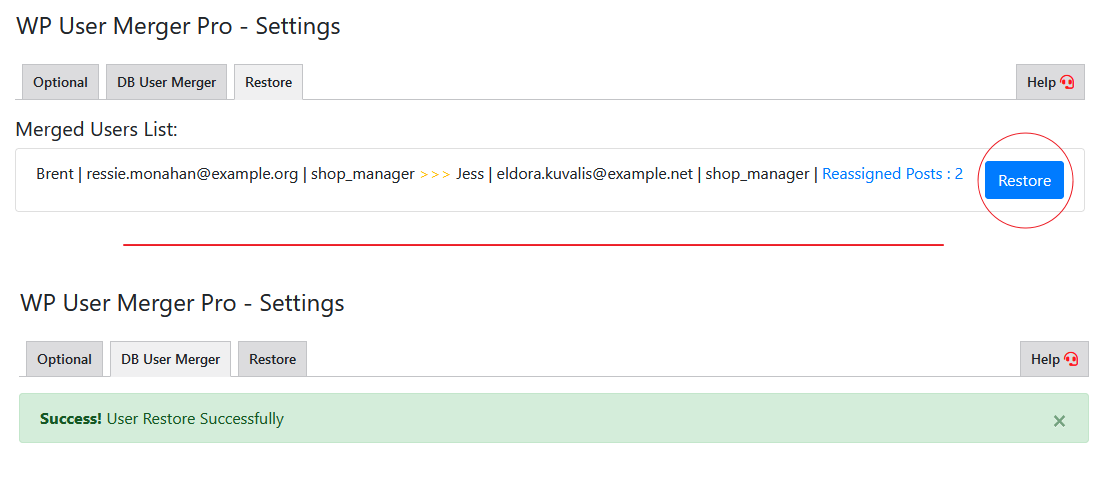 WP User Merger Pro - Settings
Optional DB User Merger Restore Help
Merged Users List:
Brent | ressie.monahan@example.org | shop_manager >>> Jess | eldora.kuvalis@example.net | shop_manager | Reassigned Posts : 2 Restore
WP User Merger Pro - Settings
Optional DB User Merger Restore Help
Success! User Restore Successfully ×